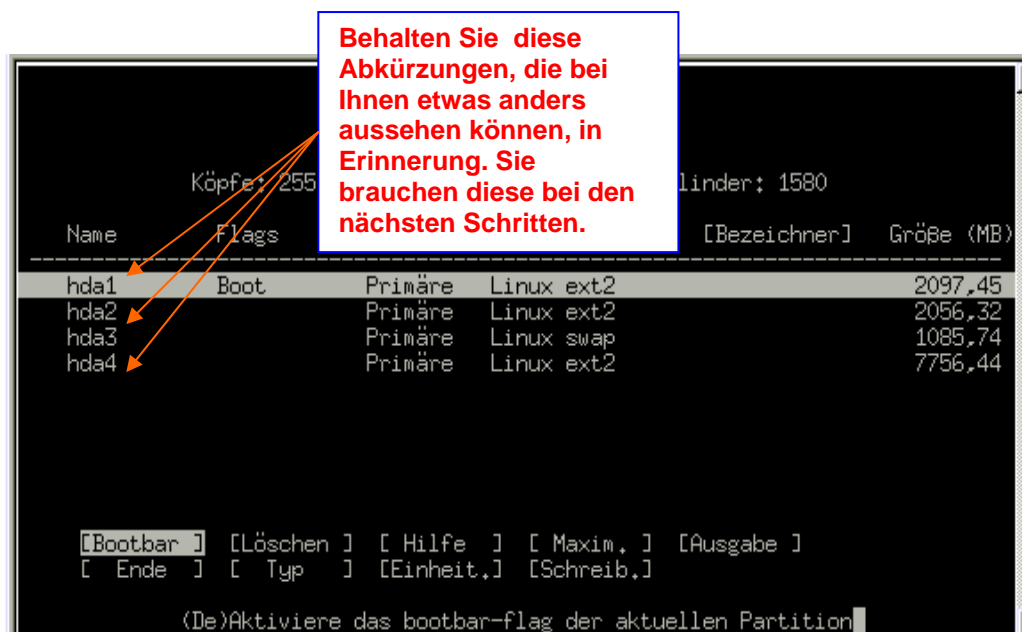 Behalten Sie diese
Abkürzungen, die bei
Ihnen etwas anders
aussehen können, in
Erinnerung. Sie
brauchen diese bei den
nächsten Schritten.
Köpfe: 255 linder: 1580
Name Flags [Bezeichner] Größe (MB)
hda1 Boot Primäre Linux ext2 2097,45
hda2 Primäre Linux ext2 2056,32
hda3 Primäre Linux swap 1085,74
hda4 Primäre Linux ext2 7756,44
[Bootbar ] [Löschen ] [ Hilfe ] [ Maxim. ] [Ausgabe ]
[ Ende ] [ Typ ] [Einheit.] [Schreib.]
(De)Aktiviere das bootbar-flag der aktuellen Partition